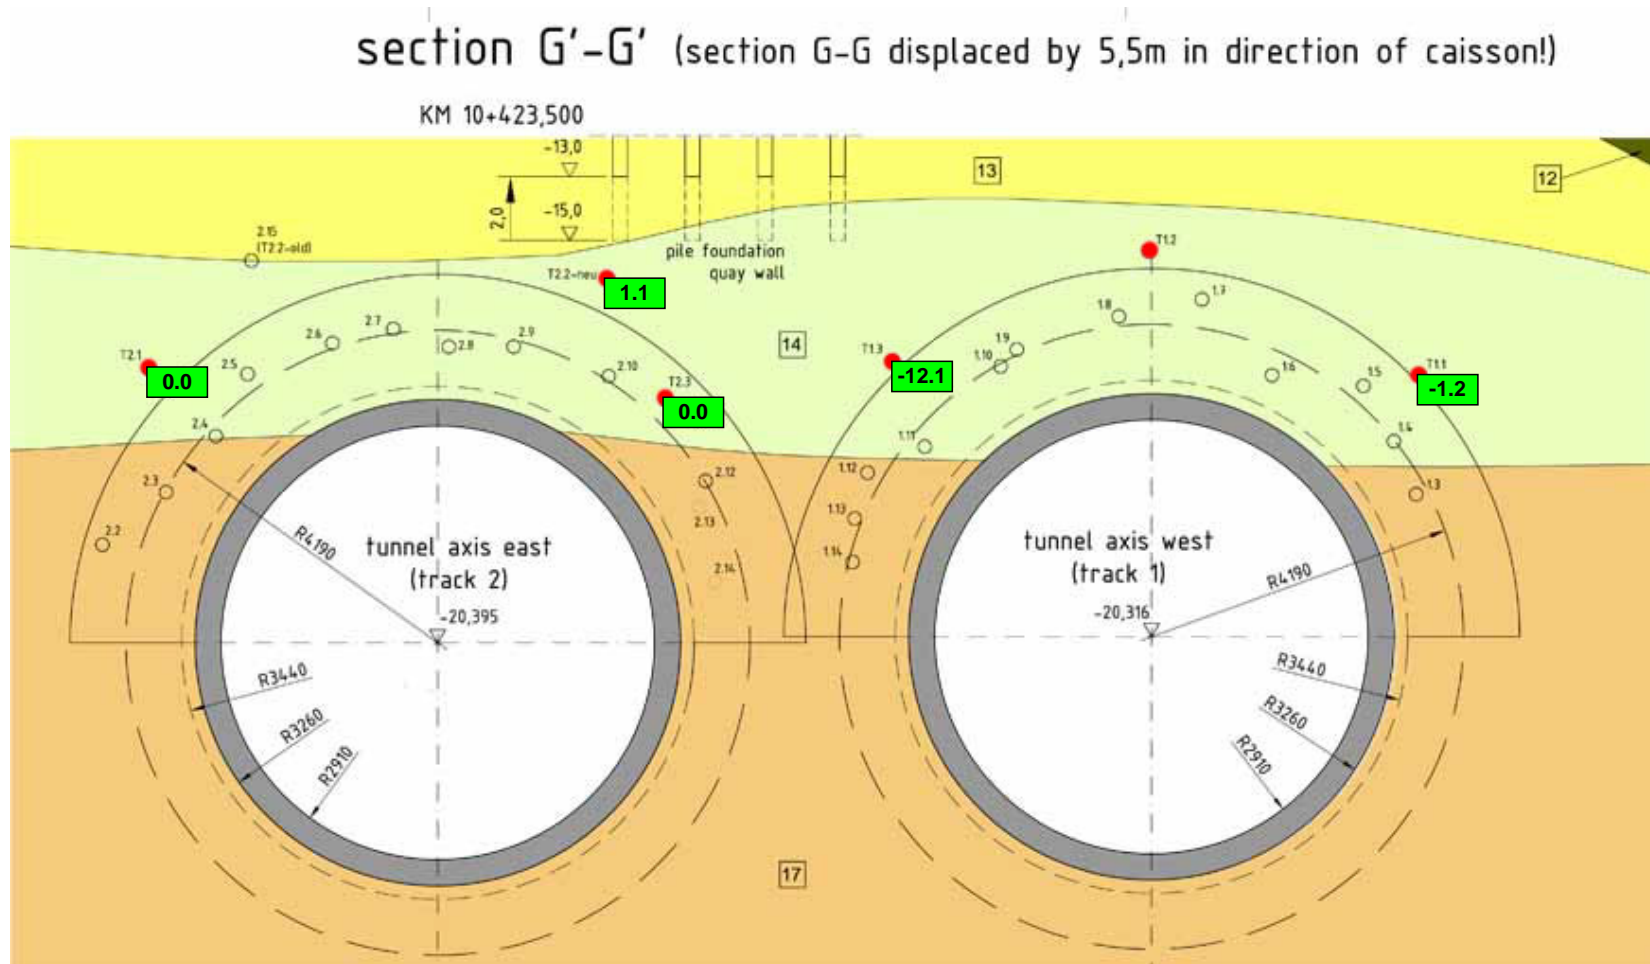 section G'-G' (section G-G displaced by 5,5m in direction of caisson!)
KM 10+423,500
-13,0
2,0
-15,0
13
12
2.15
(T2.2-old)
pile foundation
quay wall
T2.2-neu
1.1
T1.2
1.7
1.8
2.7
2.6
2.8
2.9
14
T1.3
1.9
1.10
-12.1
T2.1
0.0
2.5
2.10
T2.3
0.0
1.6
1.5
T1.1
-1.2
2.4
1.11
1.4
2.3
2.12
1.12
1.3
2.2
2.13
1.13
2.14
1.14
R4190
tunnel axis east
(track 2)
-20,395
tunnel axis west
(track 1)
-20,316
R4190
R3440
R3260
R2910
R3440
R3260
R2910
17